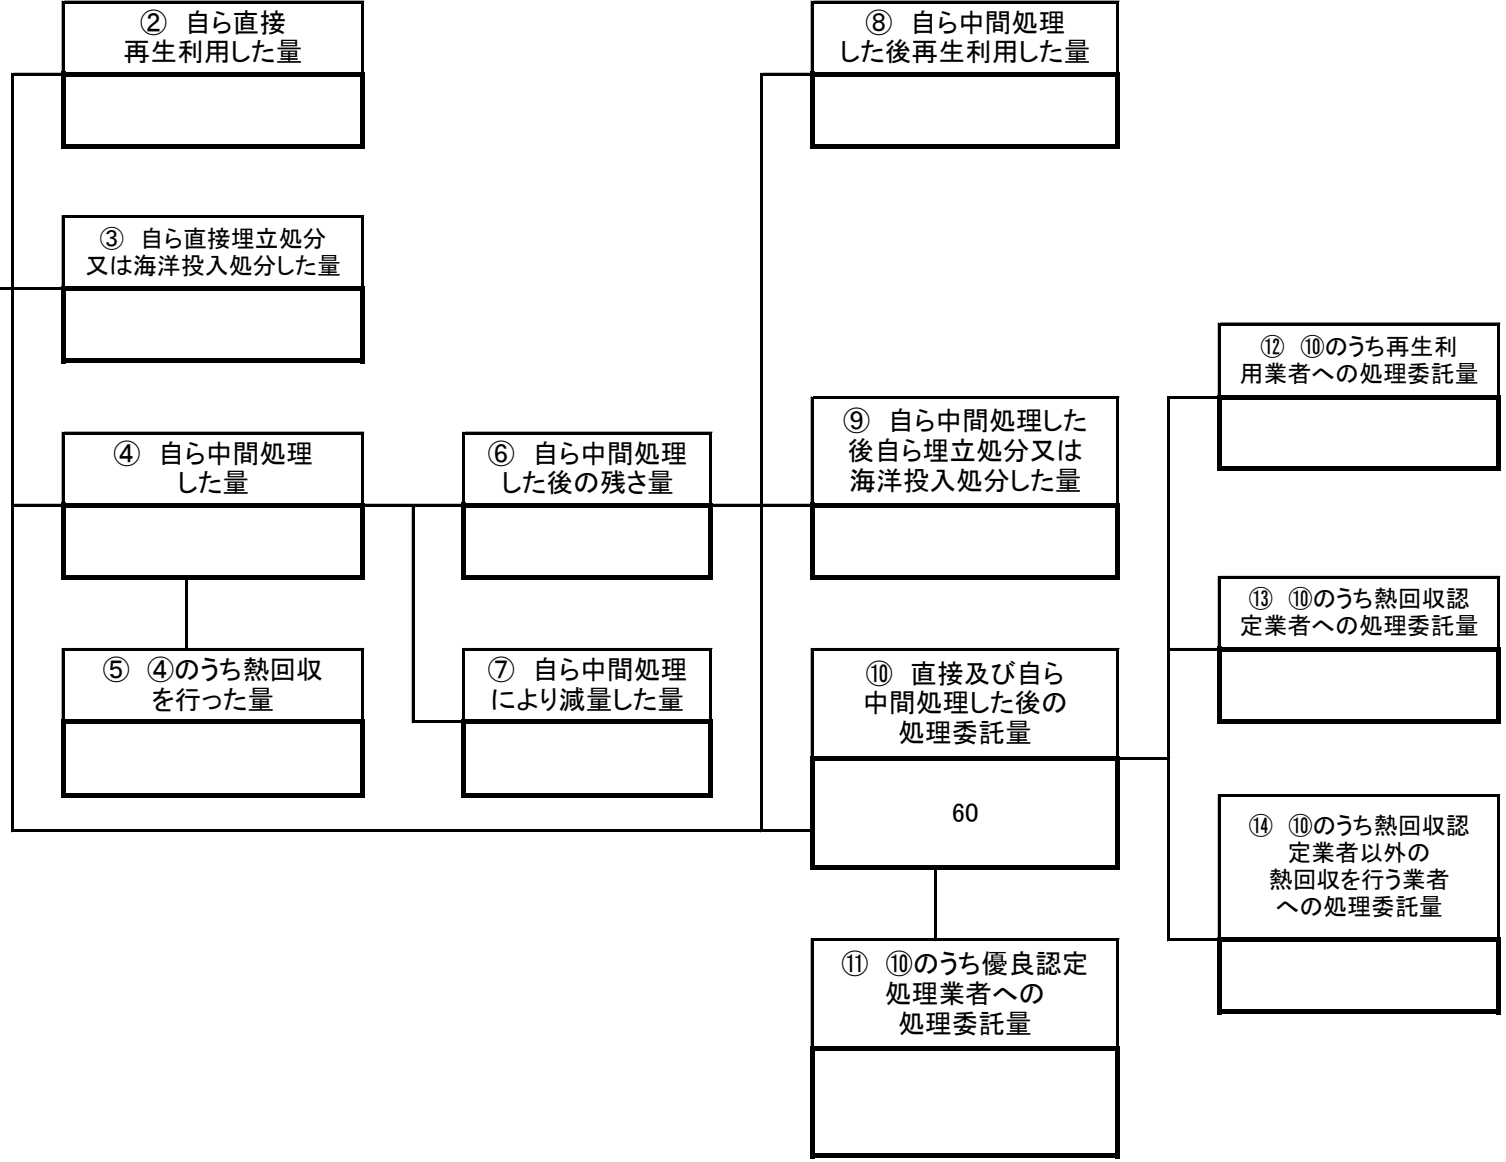 ② 自ら直接
再生利用した量
⑧ 自ら中間処理
した後再生利用した量
③ 自ら直接埋立処分
又は海洋投入処分した量
⑫ ⑩のうち再生利
用業者への処理委託量
④ 自ら中間処理
した量
⑥ 自ら中間処理
した後の残さ量
⑨ 自ら中間処理した
後自ら埋立処分又は
海洋投入処分した量
⑬ ⑩のうち熱回収認
定業者への処理委託量
⑤ ④のうち熱回収
を行った量
⑦ 自ら中間処理
により減量した量
⑩ 直接及び自ら
中間処理した後の
処理委託量
60
⑭ ⑩のうち熱回収認
定業者以外の
熱回収を行う業者
への処理委託量
⑪ ⑩のうち優良認定
処理業者への
処理委託量